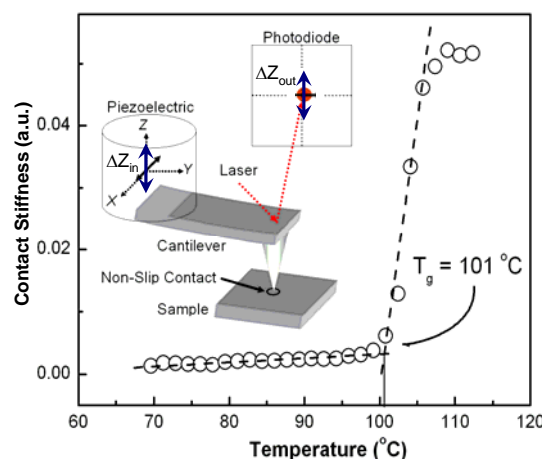 Photodiode
ΔZout
Piezoelectric
Z
ΔZin
Y
X
Laser
Cantilever
Non-Slip Contact
Sample
Tg = 101 °C
Contact Stiffness (a.u.)
0.04
0.02
0.00
60 70 80 90 100 110 120
Temperature (°C)